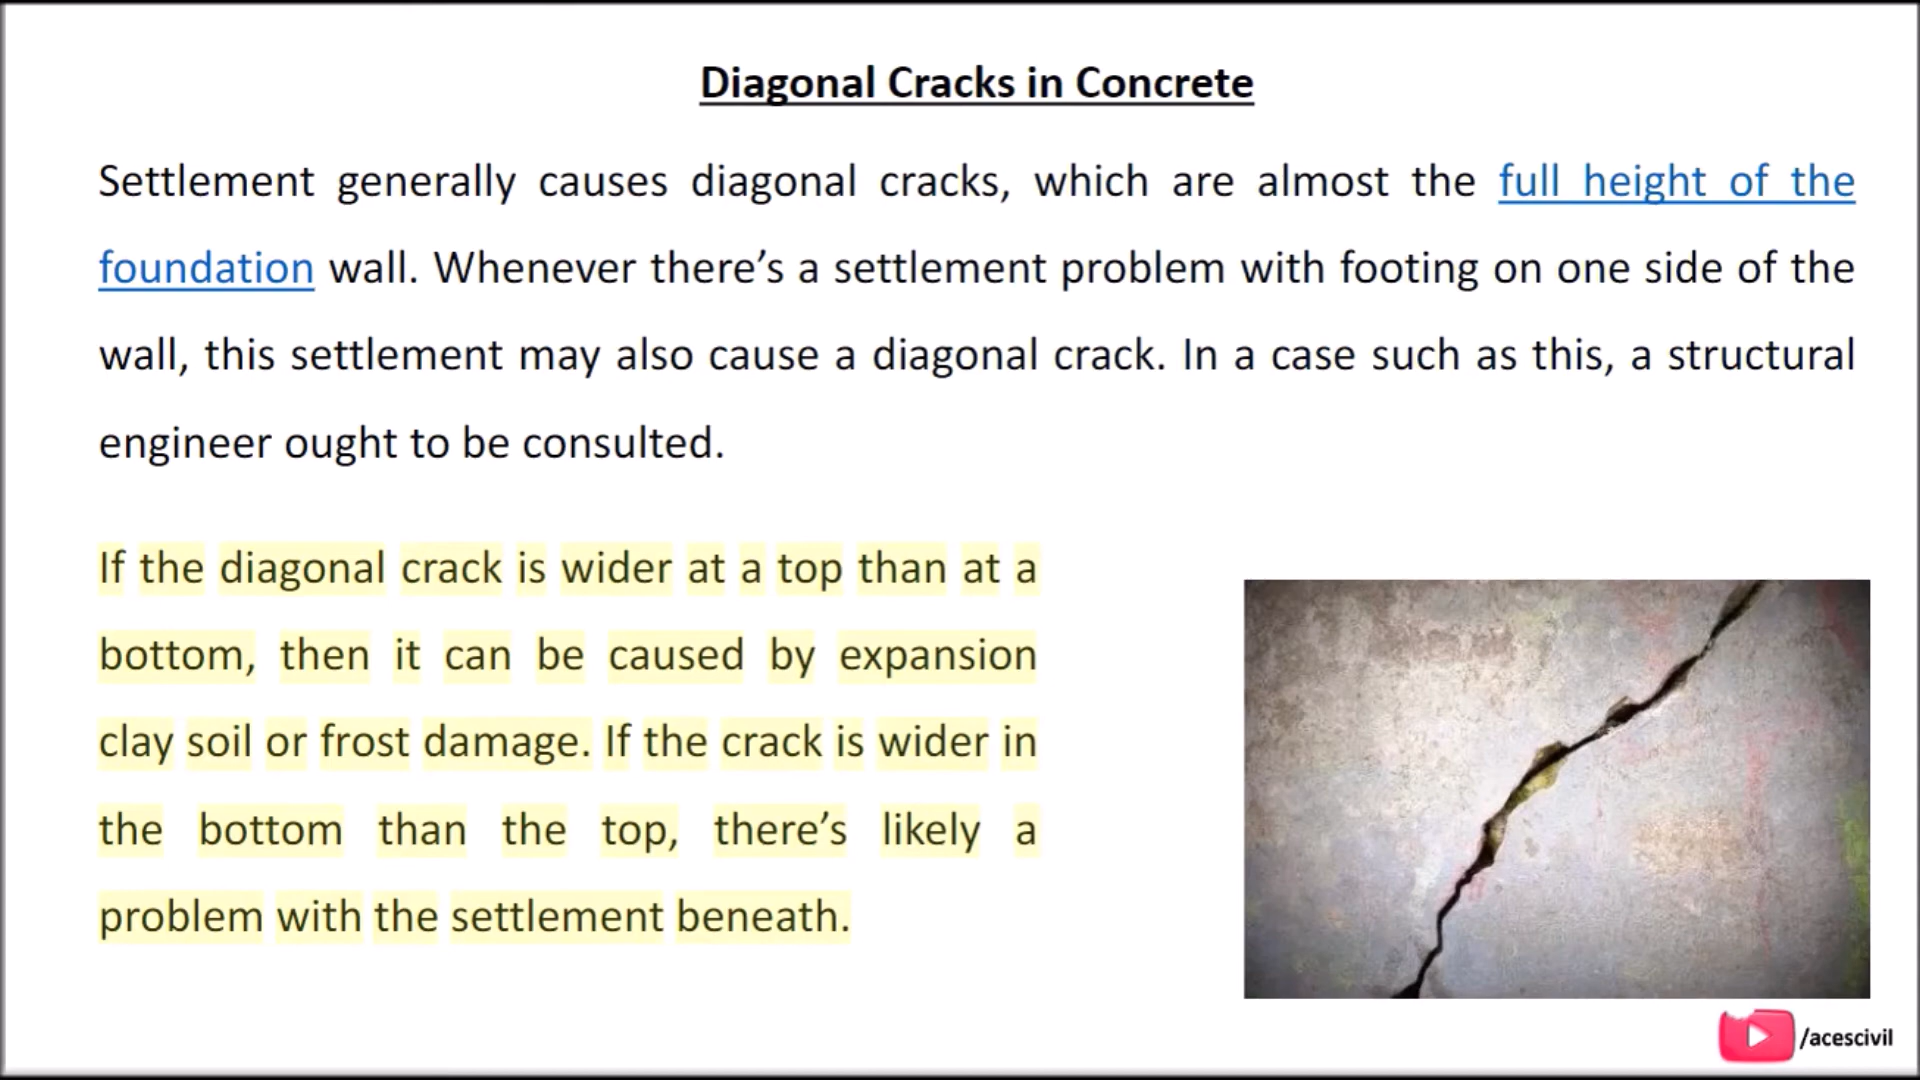 Diagonal Cracks in Concrete
Settlement generally causes diagonal cracks, which are almost the full height of the
foundation wall. Whenever there’s a settlement problem with footing on one side of the
wall, this settlement may also cause a diagonal crack. In a case such as this, a structural
engineer ought to be consulted.
If the diagonal crack is wider at a top than at a
bottom, then it can be caused by expansion
clay soil or frost damage. If the crack is wider in
the bottom than the top, there’s likely a
problem with the settlement beneath.
/acescivil